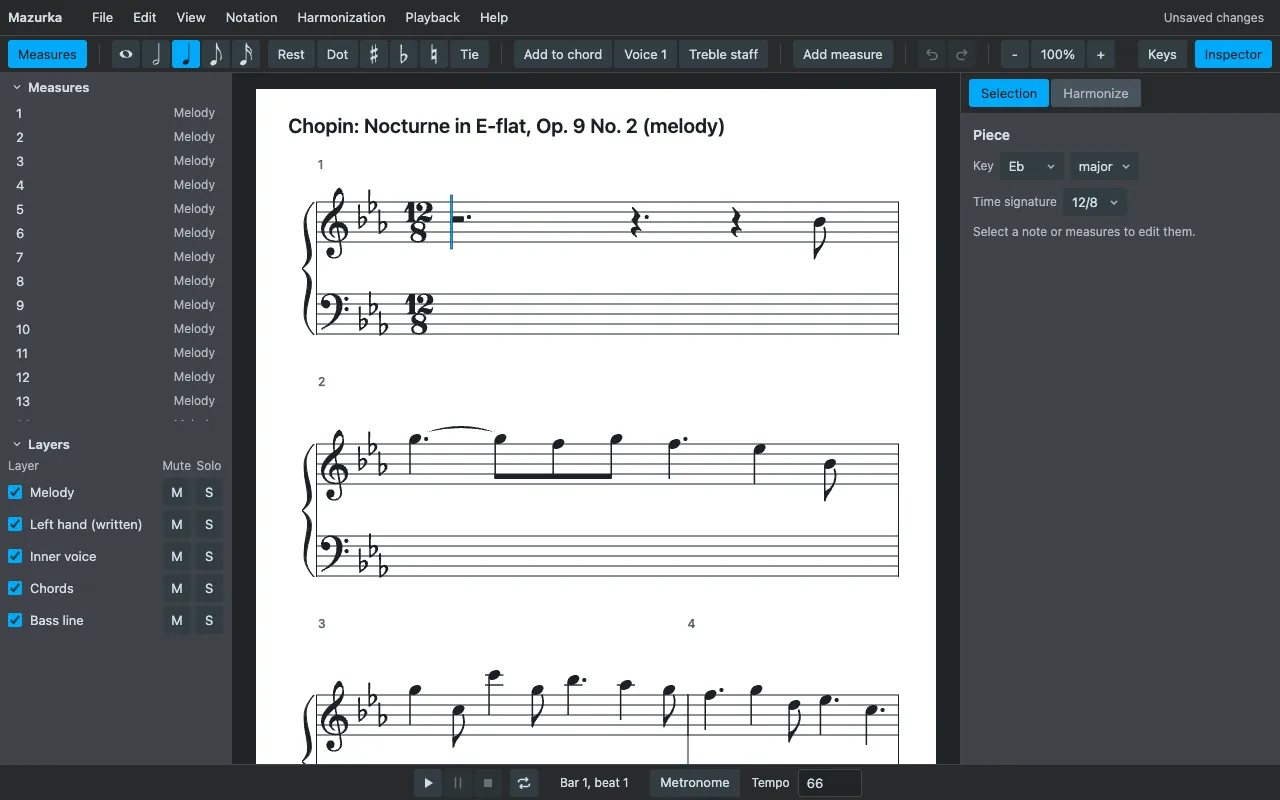 Mazurka File Edit View Notation Harmonization Playback Help Unsaved changes
Measures Rest Dot Tie Add to chord Voice 1 Treble staff Add measure - 100% + Keys Inspector
Measures
1 Melody
2 Melody
3 Melody
4 Melody
5 Melody
6 Melody
7 Melody
8 Melody
9 Melody
10 Melody
11 Melody
12 Melody
13 Melody
Layers
Layer Mute Solo
Melody M S
Left hand (written) M S
Inner voice M S
Chords M S
Bass line M S
Chopin: Nocturne in E-flat, Op. 9 No. 2 (melody)
1
12
8
12
8
2
3 4
Selection Harmonize
Piece
Key Eb major
Time signature 12/8
Select a note or measures to edit them.
Bar 1, beat 1 Metronome Tempo 66